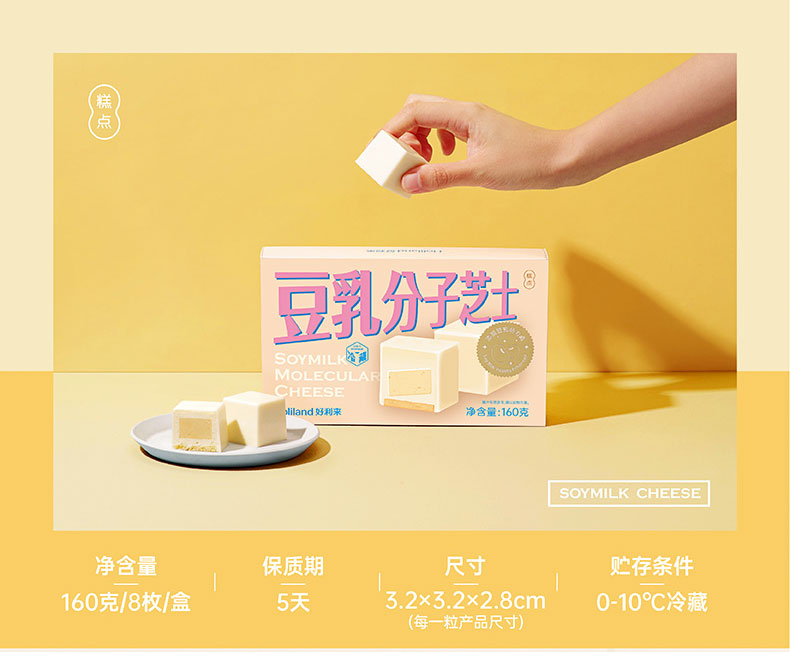 糕点
豆乳分子芝士
糕点
SOYMILK
MOLECULAR
CHEESE
liland 好利来
净含量:160克
SOYMILK CHEESE
净含量
160克/8枚/盒
保质期
5天
尺寸
3.2×3.2×2.8cm
(每一粒产品尺寸)
贮存条件
0-10℃冷藏